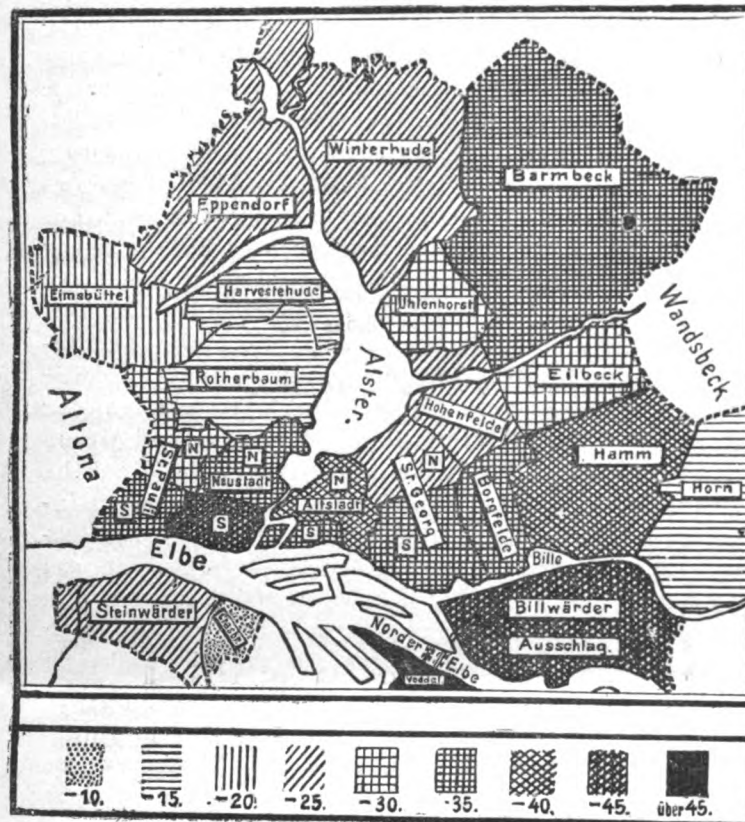 Winterhude
Barmbeck
Eppendorf
Eimsbüttel
Harvestehude
Uhlenhorst
Wandsbeck
Rotherbaum
Alster.
Eilbeck
Altona
Hohenfelde
N
N
N
N
St. Pauli
Neustadt
Altstadt
St. Georg
Borgfelde
Hamm
Horn
S
S
S
S
Elbe
Bille
Steinwärder
Billwärder
Ausschlag.
Norder Elbe
Veddel
-10.
-15.
-20.
-25.
-30.
-35.
-40.
-45.
über 45.